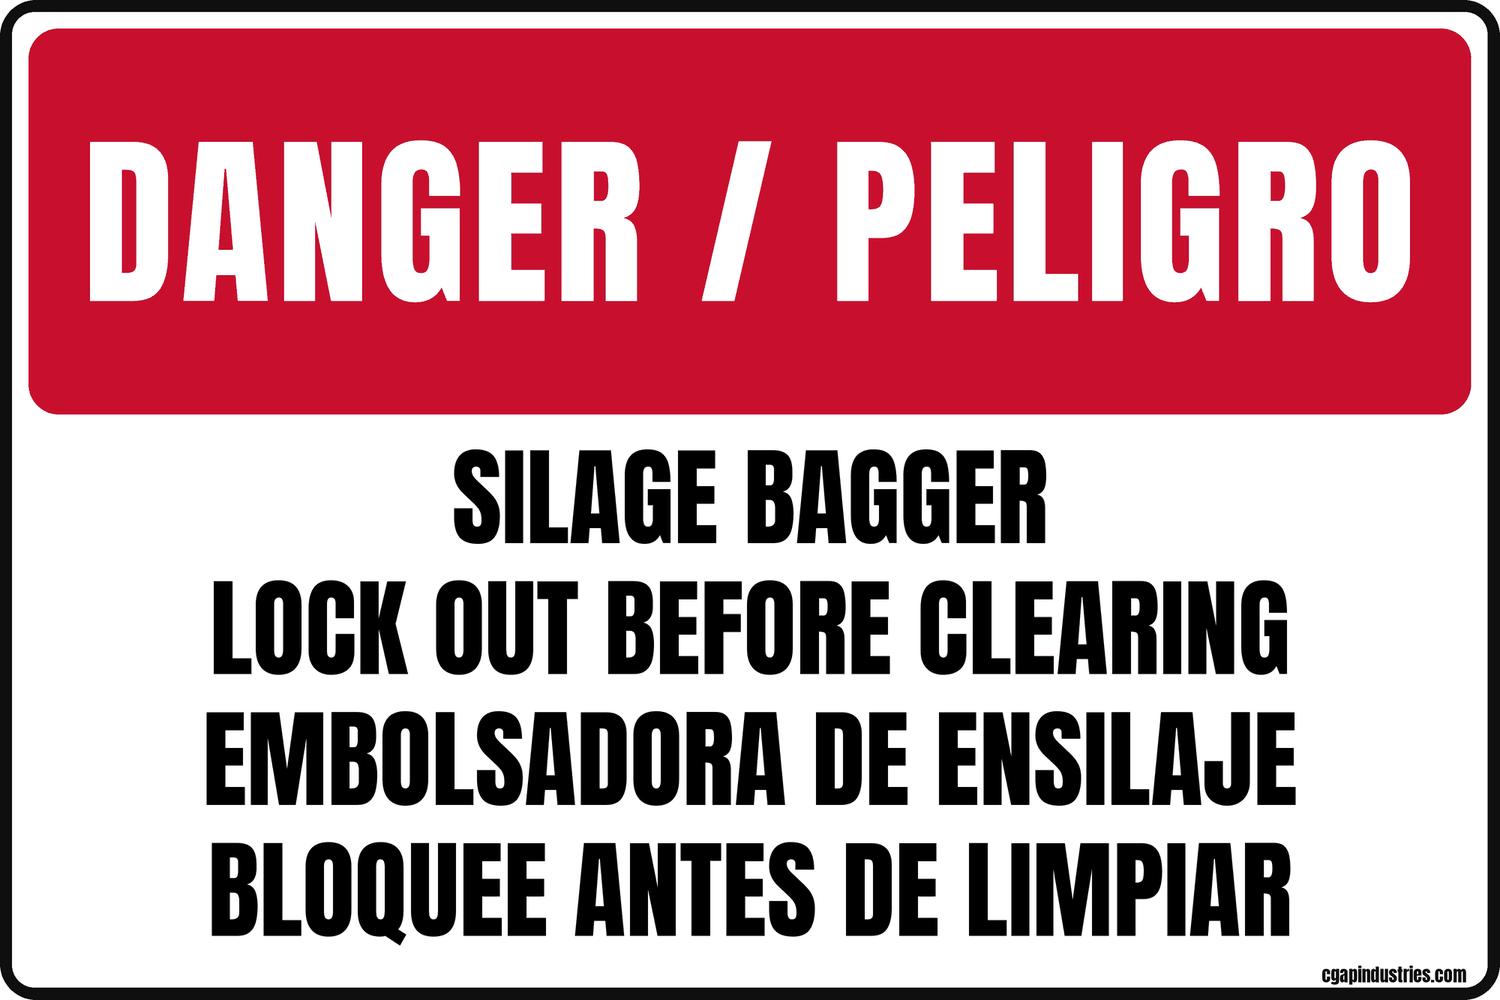 DANGER / PELIGRO
SILAGE BAGGER
LOCK OUT BEFORE CLEARING
EMBOLSADORA DE ENSILAJE
BLOQUEE ANTES DE LIMPIAR
cgapindustries.com